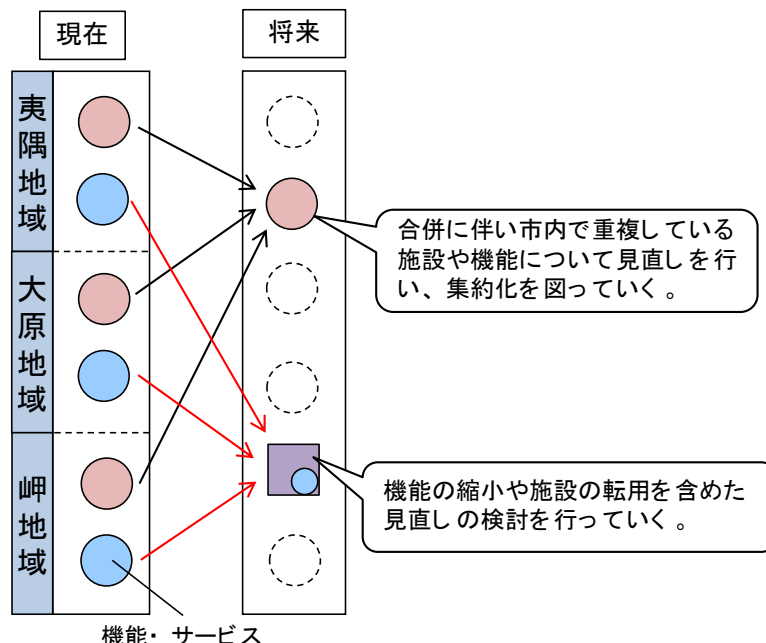 現在
将来
夷隅地域
大原地域
岬地域
合併に伴い市内で重複している
施設や機能について見直しを行
い、集約化を図っていく。
機能の縮小や施設の転用を含めた
見直しの検討を行っていく。
機能・サービス